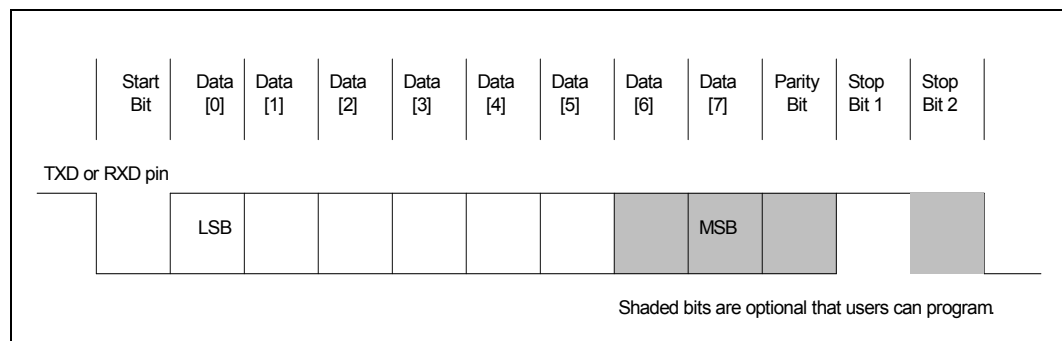 Start Data Data Data Data Data Data Data Data Parity Stop Stop
Bit [0] [1] [2] [3] [4] [5] [6] [7] Bit Bit 1 Bit 2
TXD or RXD pin
LSB MSB
Shaded bits are optional that users can program.